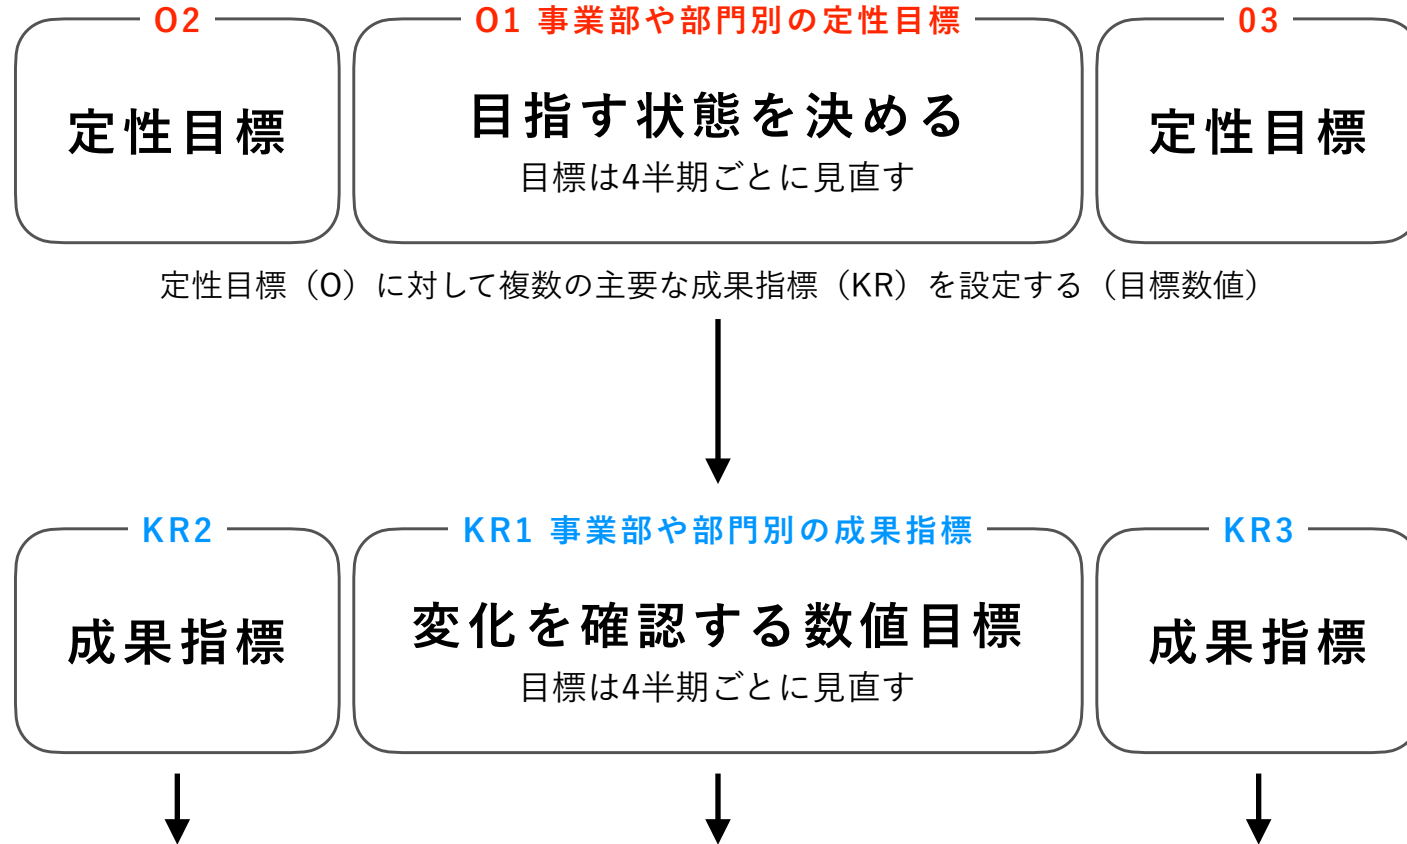 O2
O1 事業部や部門別の定性目標
03
定性目標
目指す状態を決める
目標は4半期ごとに見直す
定性目標
定性目標（O）に対して複数の主要な成果指標（KR）を設定する（目標数値）
KR2
KR1 事業部や部門別の成果指標
KR3
成果指標
変化を確認する数値目標
目標は4半期ごとに見直す
成果指標